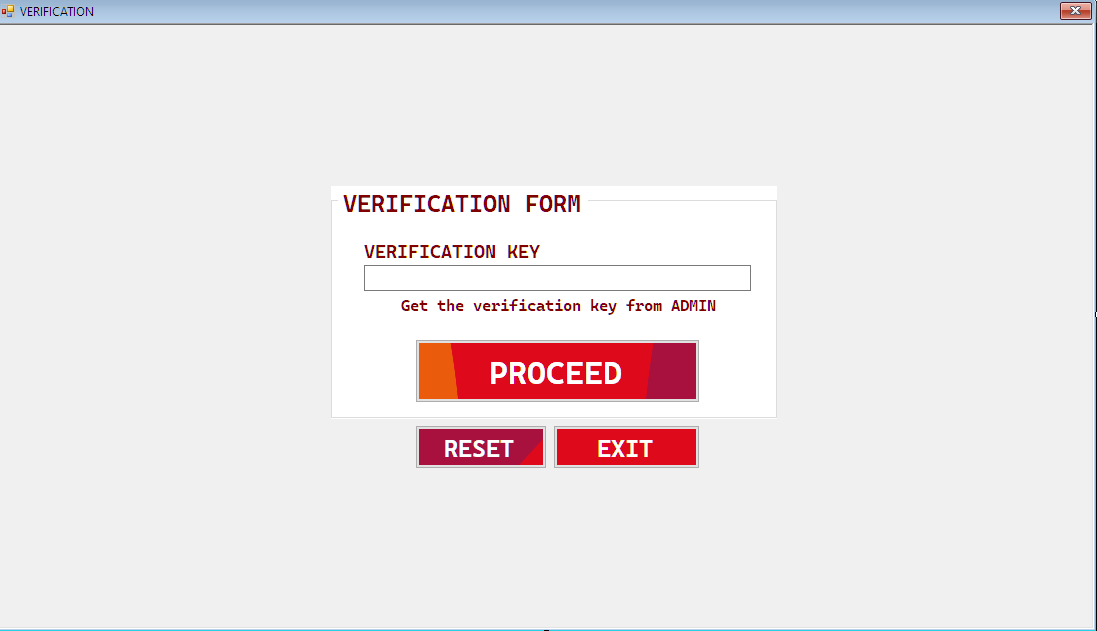 VERIFICATION
VERIFICATION FORM
VERIFICATION KEY
Get the verification key from ADMIN
PROCEED
RESET
EXIT